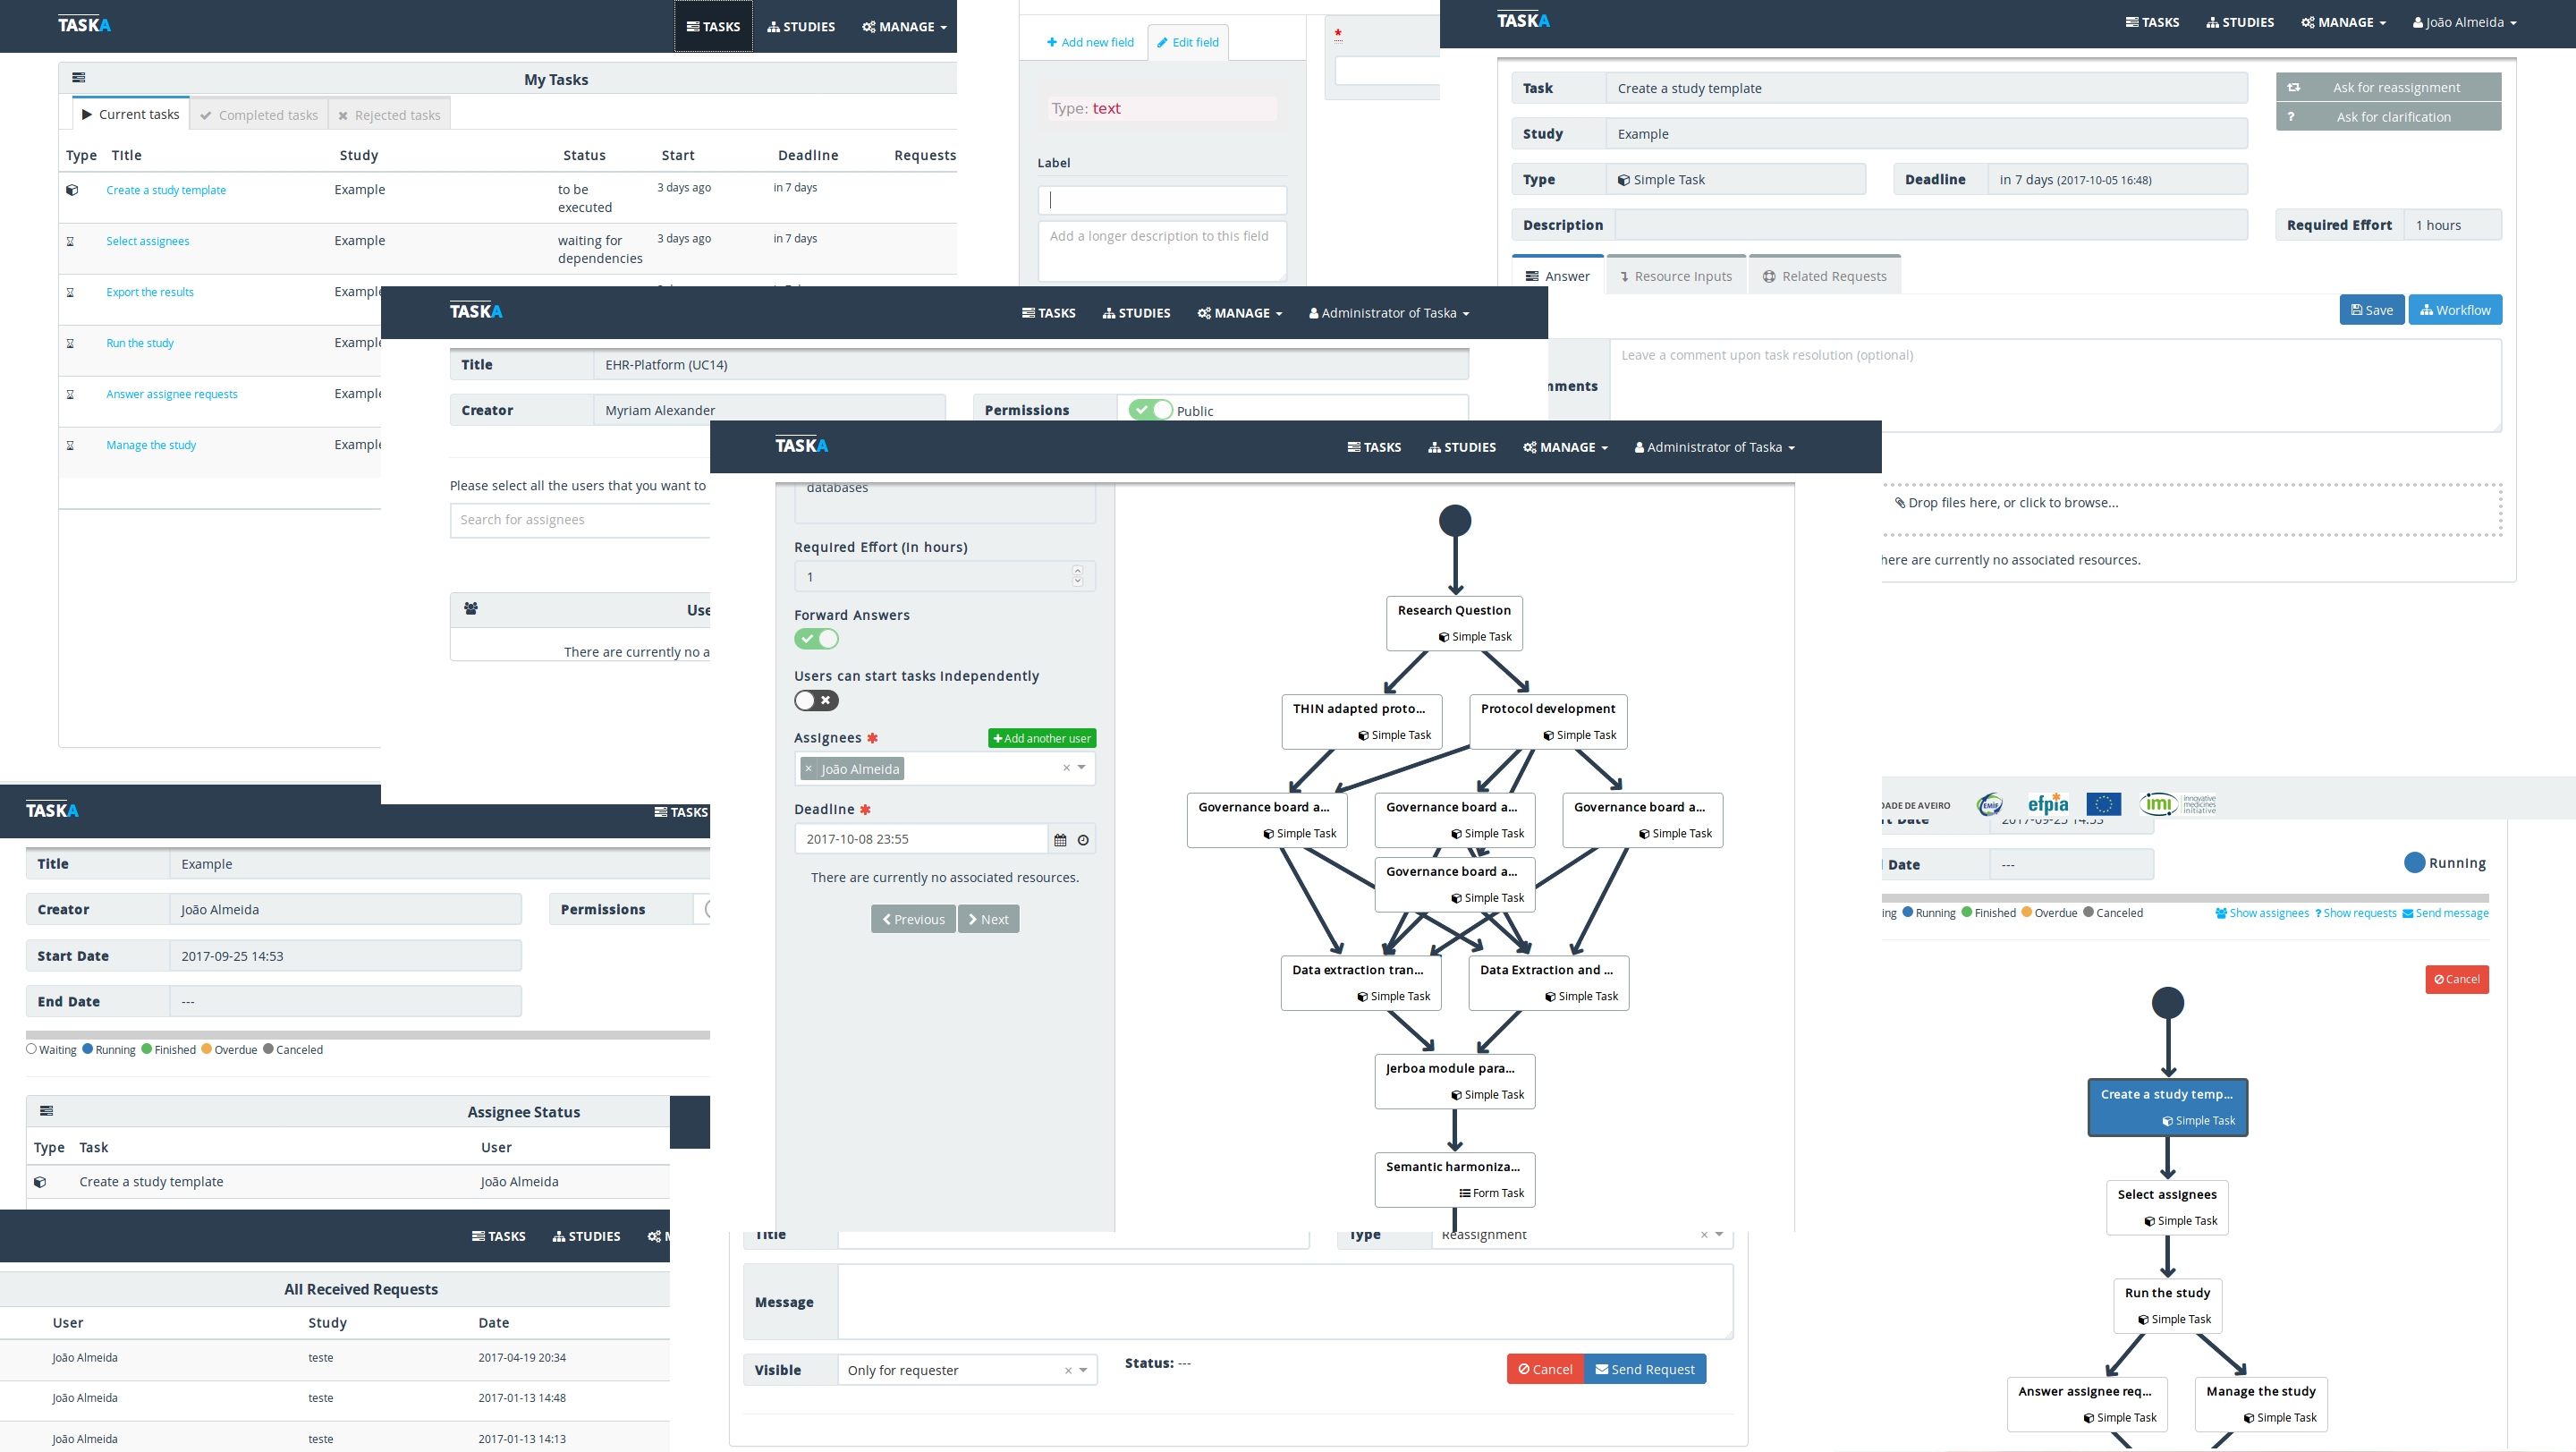 TASKA
TASKS STUDIES MANAGE
My Tasks
Current tasks Completed tasks Rejected tasks
Type Title Study Status Start Deadline Requests
Create a study template Example to be executed 3 days ago in 7 days
Select assignees Example waiting for dependencies 3 days ago in 7 days
Export the results
Run the study
Answer assignee requests
Manage the study
Add new field Edit field
*
Type: text
Label
Add a longer description to this field
TASKA
TASKS STUDIES MANAGE João Almeida
Task Create a study template
Ask for reassignment
Ask for clarification
Study Example
Type Simple Task Deadline in 7 days (2017-10-05 16:48)
Description Required Effort 1 hours
Answer Resource Inputs Related Requests
Save Workflow
Leave a comment upon task resolution (optional)
Drop files here, or click to browse...
here are currently no associated resources.
TASKA
TASKS STUDIES MANAGE Administrator of Taska
Title EHR-Platform (UC14)
Creator Myriam Alexander Permissions Public
Please select all the users that you want to
Search for assignees
Use
There are currently no a
TASKA
TASKS STUDIES MANAGE Administrator of Taska
databases
Required Effort (in hours)
1
Forward Answers
Users can start tasks independently
Assignees * Add another user
× João Almeida ×
Deadline *
2017-10-08 23:55
There are currently no associated resources.
Previous Next
Research Question
Simple Task
THIN adapted proto... Protocol development
Simple Task Simple Task
Governance board a... Governance board a... Governance board a...
Simple Task Simple Task Simple Task
Governance board a...
Simple Task
Data extraction tran... Data Extraction and ...
Simple Task Simple Task
Jerboa module para...
Simple Task
Semantic harmoniza...
Form Task
TASKA
TASKS
Title Example
Creator João Almeida Permissions
Start Date 2017-09-25 14:53
End Date ---
Waiting Running Finished Overdue Canceled
Assignee Status
Type Task User
Create a study template João Almeida
TASKS STUDIES M
All Received Requests
User Study Date
João Almeida teste 2017-04-19 20:34
João Almeida teste 2017-01-13 14:48
João Almeida teste 2017-01-13 14:13
Title Type Reassignment ×
Message
Visible Only for requester × Status: --- Cancel Send Request
DADE DE AVEIRO EMIF efpia imi innovative medicines initiative
rt Date 2017-09-25 14:53
Date --- Running
ing Running Finished Overdue Canceled Show assignees ? Show requests Send message
Cancel
Create a study temp...
Simple Task
Select assignees
Simple Task
Run the study
Simple Task
Answer assignee req... Manage the study
Simple Task Simple Task